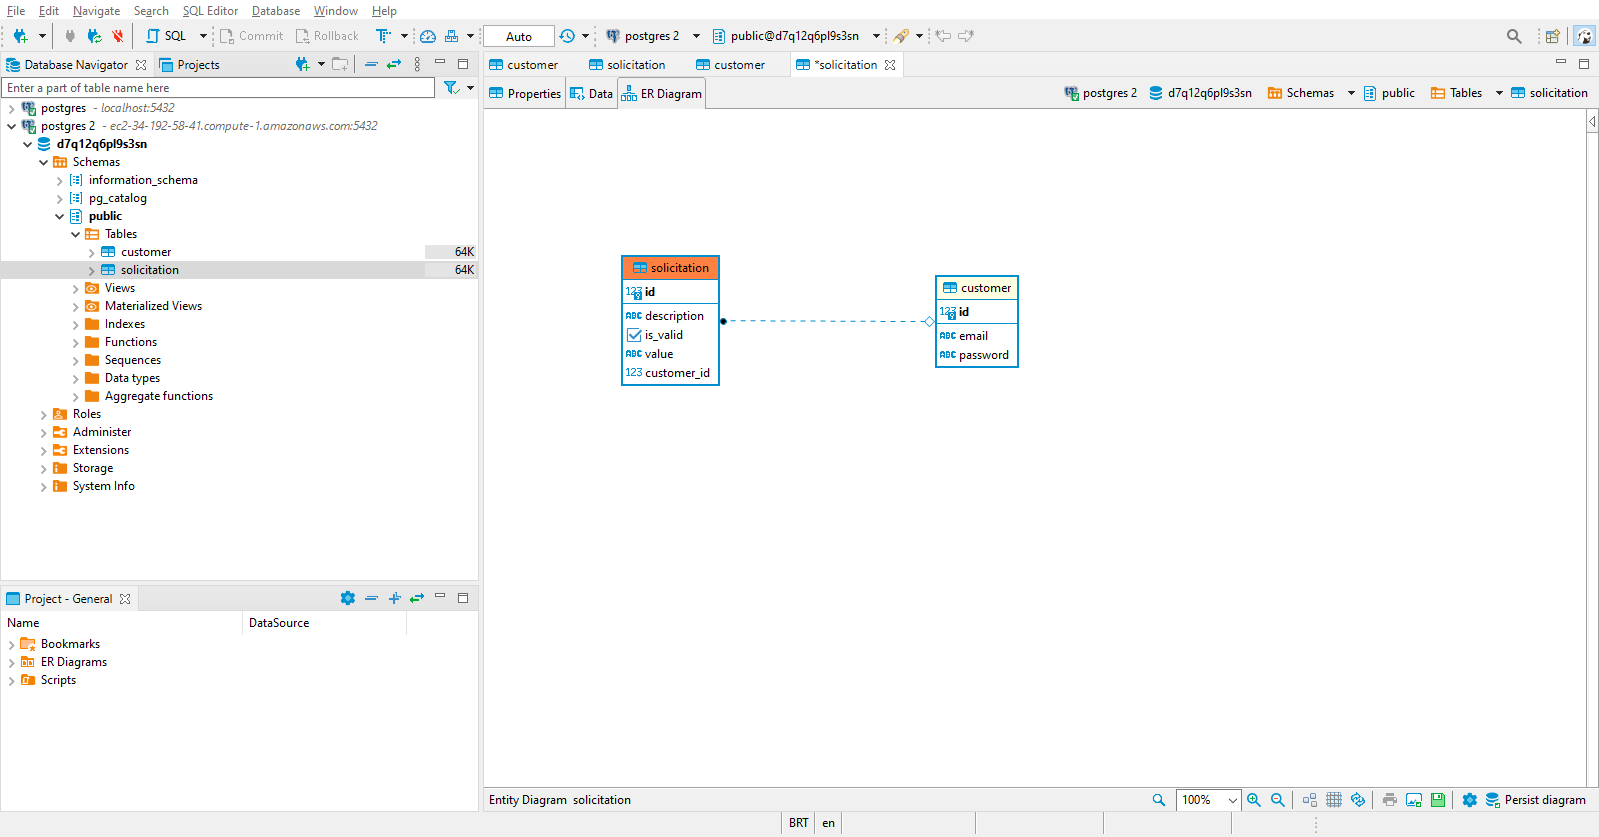 File Edit Navigate Search SQL Editor Database Window Help
SQL Commit Rollback Auto postgres 2 public@d7q12q6pl9s3sn
Database Navigator Projects
Enter a part of table name here
postgres - localhost:5432
postgres 2 - ec2-34-192-58-41.compute-1.amazonaws.com:5432
d7q12q6pl9s3sn
Schemas
information_schema
pg_catalog
public
Tables
customer 64K
solicitation 64K
Views
Materialized Views
Indexes
Functions
Sequences
Data types
Aggregate functions
Roles
Administer
Extensions
Storage
System Info
Project - General
Name DataSource
Bookmarks
ER Diagrams
Scripts
customer solicitation customer *solicitation
Properties Data ER Diagram postgres 2 d7q12q6pl9s3sn Schemas public Tables solicitation
solicitation
123 id
ABC description
is_valid
ABC value
123 customer_id
customer
123 id
ABC email
ABC password
Entity Diagram solicitation 100% Persist diagram
BRT en